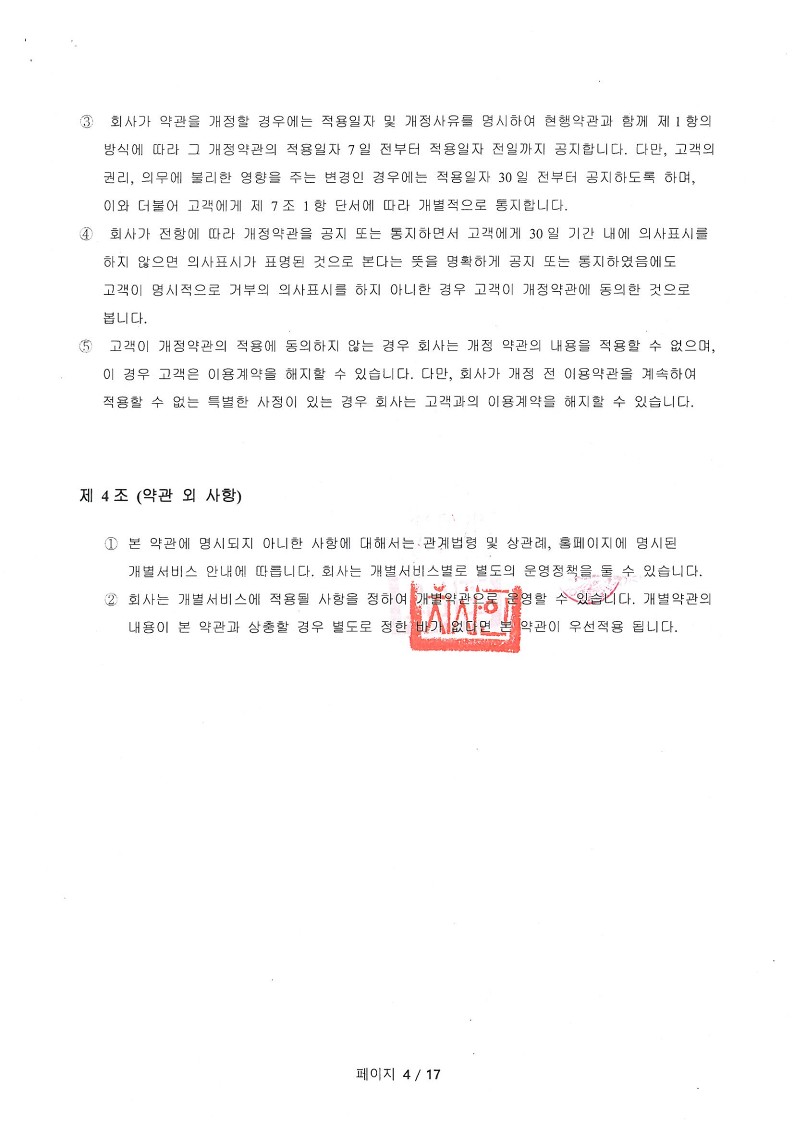 ③ 회사가 약관을 개정할 경우에는 적용일자 및 개정사유를 명시하여 현행약관과 함께 제 1 항의
방식에 따라 그 개정약관의 적용일자 7 일 전부터 적용일자 전일까지 공지합니다. 다만, 고객의
권리, 의무에 불리한 영향을 주는 변경인 경우에는 적용일자 30 일 전부터 공지하도록 하며,
이와 더불어 고객에게 제 7 조 1 항 단서에 따라 개별적으로 통지합니다.
④ 회사가 전항에 따라 개정약관을 공지 또는 통지하면서 고객에게 30 일 기간 내에 의사표시를
하지 않으면 의사표시가 표명된 것으로 본다는 뜻을 명확하게 공지 또는 통지하였음에도
고객이 명시적으로 거부의 의사표시를 하지 아니한 경우 고객이 개정약관에 동의한 것으로
봅니다.
⑤ 고객이 개정약관의 적용에 동의하지 않는 경우 회사는 개정 약관의 내용을 적용할 수 없으며,
이 경우 고객은 이용계약을 해지할 수 있습니다. 다만, 회사가 개정 전 이용약관을 계속하여
적용할 수 없는 특별한 사정이 있는 경우 회사는 고객과의 이용계약을 해지할 수 있습니다.
제 4 조 (약관 외 사항)
① 본 약관에 명시되지 아니한 사항에 대해서는 관계법령 및 상관례, 홈페이지에 명시된
개별서비스 안내에 따릅니다. 회사는 개별서비스별로 별도의 운영정책을 둘 수 있습니다.
② 회사는 개별서비스에 적용될 사항을 정하여 개별약관으로 운영할 수 있습니다. 개별약관의
내용이 본 약관과 상충할 경우 별도로 정한 바가 없다면 본 약관이 우선적용 됩니다.
페이지 4 / 17